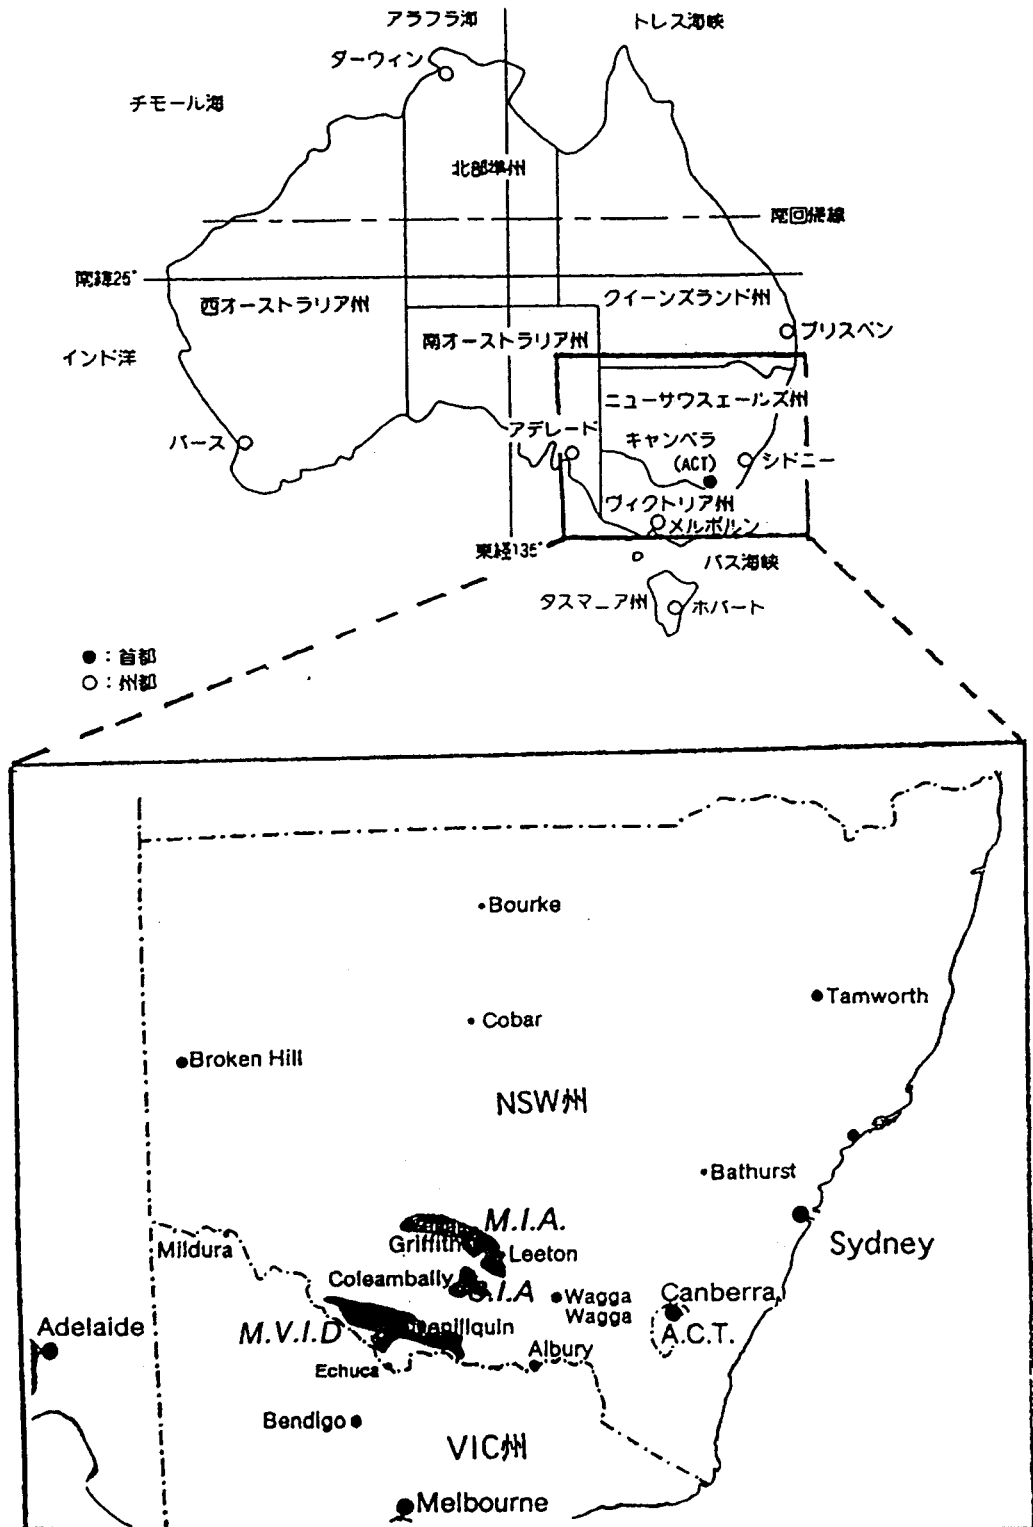 アラフラ海
トレス海峡
ダーウィン
チモール海
北部準州
南回帰線
南緯25°
西オーストラリア州
クイーンズランド州
ブリスベン
南オーストラリア州
インド洋
ニューサウスエールズ州
アデレード
キャンベラ
(ACT)
パース
シドニー
ヴィクトリア州
メルボルン
東経135°
バス海峡
タスマニア州
ホバート
●：首都
○：州都
Bourke
Tamworth
Cobar
Broken Hill
NSW州
Bathurst
M.I.A.
Griffith
Leeton
Sydney
Mildura
Coleambally
.I.A
Wagga
Wagga
Canberra
A.C.T.
Adelaide
M.V.I.D
eniliquin
Albury
Echuca
Bendigo
VIC州
Melbourne